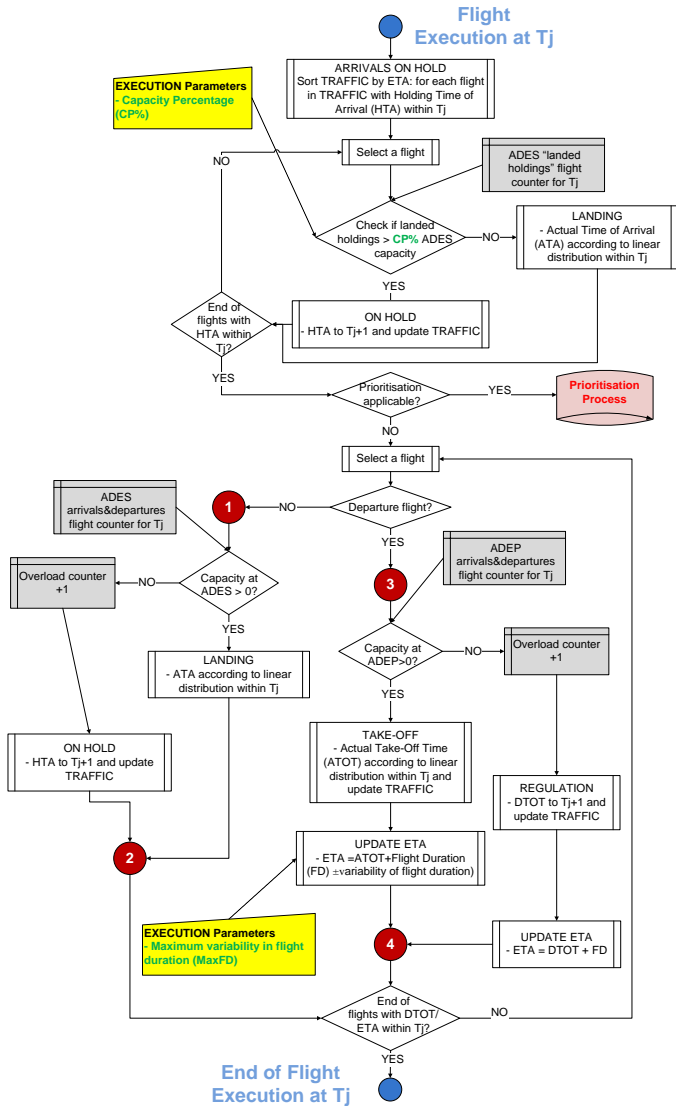 Flight
Execution at Tj
ARRIVALS ON HOLD
Sort TRAFFIC by ETA: for each flight
in TRAFFIC with Holding Time of
Arrival (HTA) within Tj
EXECUTION Parameters
- Capacity Percentage
(CP%)
NO
Select a flight
ADES “landed
holdings” flight
counter for Tj
Check if landed
holdings > CP% ADES
capacity
NO
LANDING
- Actual Time of Arrival
(ATA) according to linear
distribution within Tj
YES
End of
flights with
HTA within
Tj?
ON HOLD
- HTA to Tj+1 and update TRAFFIC
YES
Prioritisation
applicable?
YES
Prioritisation
Process
NO
Select a flight
ADES
arrivals&departures
flight counter for Tj
1
NO
Departure flight?
YES
ADEP
arrivals&departures
flight counter for Tj
3
Overload counter
+1
NO
Capacity at
ADES > 0?
YES
Capacity at
ADEP>0?
NO
Overload counter
+1
YES
LANDING
- ATA according to linear
distribution within Tj
ON HOLD
- HTA to Tj+1 and update
TRAFFIC
TAKE-OFF
- Actual Take-Off Time
(ATOT) according to linear
distribution within Tj and
update TRAFFIC
REGULATION
- DTOT to Tj+1 and
update TRAFFIC
2
UPDATE ETA
- ETA =ATOT+Flight Duration
(FD) ±variability of flight duration)
EXECUTION Parameters
- Maximum variability in flight
duration (MaxFD)
4
UPDATE ETA
- ETA = DTOT + FD
End of
flights with DTOT/
ETA within Tj?
NO
YES
End of Flight
Execution at Tj